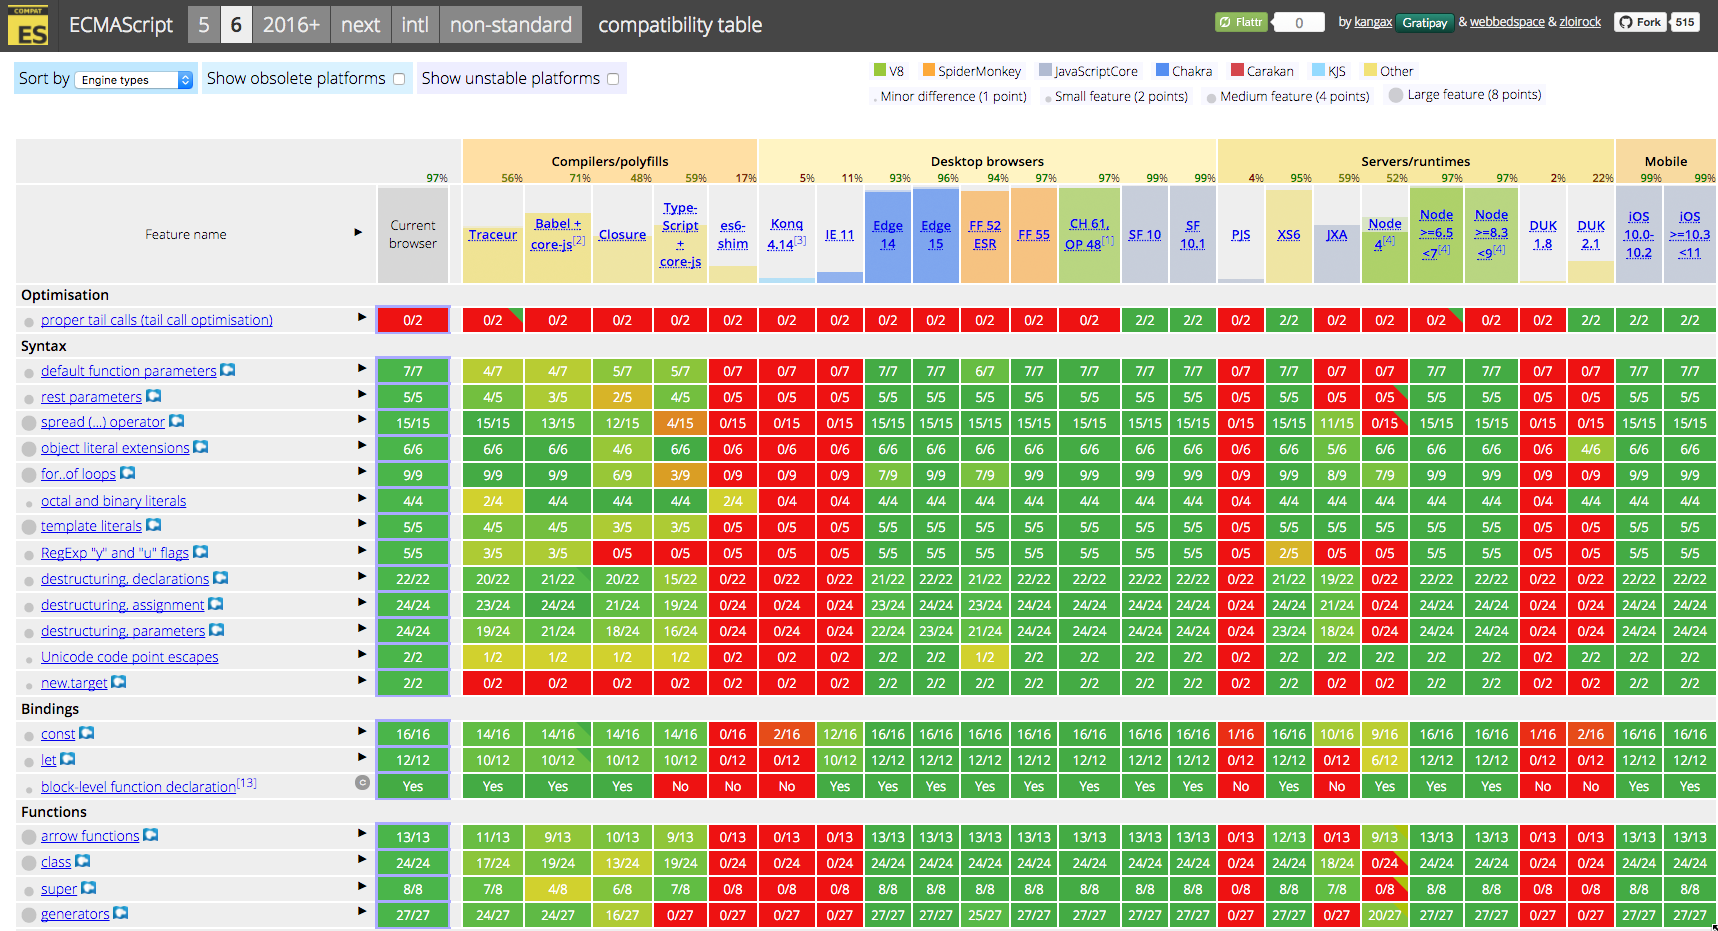 COMPAT
ES
ECMAScript 5 6 2016+ next intl non-standard compatibility table
Flattr 0 by kangax Gratipay & webbedspace & zloirock Fork 515
Sort by Engine types Show obsolete platforms Show unstable platforms
V8 SpiderMonkey JavaScriptCore Chakra Carakan KJS Other
Minor difference (1 point) Small feature (2 points) Medium feature (4 points) Large feature (8 points)
Compilers/polyfills Desktop browsers Servers/runtimes Mobile
97% 56% 71% 48% 59% 17% 5% 11% 93% 96% 94% 97% 97% 99% 99% 4% 95% 59% 52% 97% 97% 2% 22% 99% 99%
Feature name ▶ Current browser Traceur Babel + core-js[2] Closure Type-Script + core-js es6-shim Konq 4.14[3] IE 11 Edge 14 Edge 15 FF 52 ESR FF 55 CH 61, OP 48[1] SF 10 SF 10.1 PJS XS6 JXA Node 4[4] Node >=6.5 <7[4] Node >=8.3 <9[4] DUK 1.8 DUK 2.1 iOS 10.0-10.2 iOS >=10.3 <11
Optimisation
proper tail calls (tail call optimisation) ▶ 0/2 0/2 0/2 0/2 0/2 0/2 0/2 0/2 0/2 0/2 0/2 0/2 0/2 2/2 2/2 0/2 2/2 0/2 0/2 0/2 0/2 0/2 2/2 2/2 2/2
Syntax
default function parameters ▶ 7/7 4/7 4/7 5/7 5/7 0/7 0/7 0/7 7/7 7/7 6/7 7/7 7/7 7/7 7/7 0/7 7/7 0/7 0/7 7/7 7/7 0/7 0/7 7/7 7/7
rest parameters ▶ 5/5 4/5 3/5 2/5 4/5 0/5 0/5 0/5 5/5 5/5 5/5 5/5 5/5 5/5 5/5 0/5 5/5 0/5 0/5 5/5 5/5 0/5 0/5 5/5 5/5
spread (...) operator ▶ 15/15 15/15 13/15 12/15 4/15 0/15 0/15 0/15 15/15 15/15 15/15 15/15 15/15 15/15 15/15 0/15 15/15 11/15 0/15 15/15 15/15 0/15 0/15 15/15 15/15
object literal extensions ▶ 6/6 6/6 6/6 4/6 6/6 0/6 0/6 0/6 6/6 6/6 6/6 6/6 6/6 6/6 6/6 0/6 6/6 5/6 6/6 6/6 6/6 0/6 4/6 6/6 6/6
for..of loops ▶ 9/9 9/9 9/9 6/9 3/9 0/9 0/9 0/9 7/9 9/9 7/9 9/9 9/9 9/9 9/9 0/9 9/9 8/9 7/9 9/9 9/9 0/9 0/9 9/9 9/9
octal and binary literals ▶ 4/4 2/4 4/4 4/4 4/4 2/4 0/4 0/4 4/4 4/4 4/4 4/4 4/4 4/4 4/4 0/4 4/4 4/4 4/4 4/4 4/4 0/4 4/4 4/4 4/4
template literals ▶ 5/5 4/5 4/5 3/5 3/5 0/5 0/5 0/5 5/5 5/5 5/5 5/5 5/5 5/5 5/5 0/5 5/5 5/5 5/5 5/5 5/5 0/5 0/5 5/5 5/5
RegExp "y" and "u" flags ▶ 5/5 3/5 3/5 0/5 0/5 0/5 0/5 0/5 5/5 5/5 5/5 5/5 5/5 5/5 5/5 0/5 2/5 0/5 0/5 5/5 5/5 0/5 0/5 5/5 5/5
destructuring, declarations ▶ 22/22 20/22 21/22 20/22 15/22 0/22 0/22 0/22 21/22 22/22 21/22 22/22 22/22 22/22 22/22 0/22 21/22 19/22 0/22 22/22 22/22 0/22 0/22 22/22 22/22
destructuring, assignment ▶ 24/24 23/24 24/24 21/24 19/24 0/24 0/24 0/24 23/24 24/24 23/24 24/24 24/24 24/24 24/24 0/24 24/24 21/24 0/24 24/24 24/24 0/24 0/24 24/24 24/24
destructuring, parameters ▶ 24/24 19/24 21/24 18/24 16/24 0/24 0/24 0/24 22/24 23/24 21/24 24/24 24/24 24/24 24/24 0/24 23/24 18/24 0/24 24/24 24/24 0/24 0/24 24/24 24/24
Unicode code point escapes ▶ 2/2 1/2 1/2 1/2 1/2 0/2 0/2 0/2 2/2 2/2 1/2 2/2 2/2 2/2 2/2 0/2 2/2 2/2 2/2 2/2 2/2 0/2 2/2 2/2 2/2
new.target ▶ 2/2 0/2 0/2 0/2 0/2 0/2 0/2 0/2 2/2 2/2 2/2 2/2 2/2 2/2 2/2 0/2 2/2 0/2 0/2 2/2 2/2 0/2 0/2 2/2 2/2
Bindings
const ▶ 16/16 14/16 14/16 14/16 14/16 0/16 2/16 12/16 16/16 16/16 16/16 16/16 16/16 16/16 16/16 1/16 16/16 10/16 9/16 16/16 16/16 1/16 2/16 16/16 16/16
let ▶ 12/12 10/12 10/12 10/12 10/12 0/12 0/12 10/12 12/12 12/12 12/12 12/12 12/12 12/12 12/12 0/12 12/12 0/12 6/12 12/12 12/12 0/12 0/12 12/12 12/12
block-level function declaration[13] c Yes Yes Yes Yes No No No Yes Yes Yes Yes Yes Yes Yes Yes No Yes No Yes Yes Yes No No Yes Yes
Functions
arrow functions ▶ 13/13 11/13 9/13 10/13 9/13 0/13 0/13 0/13 13/13 13/13 13/13 13/13 13/13 13/13 13/13 0/13 12/13 0/13 9/13 13/13 13/13 0/13 0/13 13/13 13/13
class ▶ 24/24 17/24 19/24 13/24 19/24 0/24 0/24 0/24 24/24 24/24 24/24 24/24 24/24 24/24 24/24 0/24 24/24 18/24 0/24 24/24 24/24 0/24 0/24 24/24 24/24
super ▶ 8/8 7/8 4/8 6/8 7/8 0/8 0/8 0/8 8/8 8/8 8/8 8/8 8/8 8/8 8/8 0/8 8/8 7/8 0/8 8/8 8/8 0/8 0/8 8/8 8/8
generators ▶ 27/27 24/27 24/27 16/27 0/27 0/27 0/27 0/27 27/27 27/27 25/27 27/27 27/27 27/27 27/27 0/27 27/27 0/27 20/27 27/27 27/27 0/27 0/27 27/27 27/27